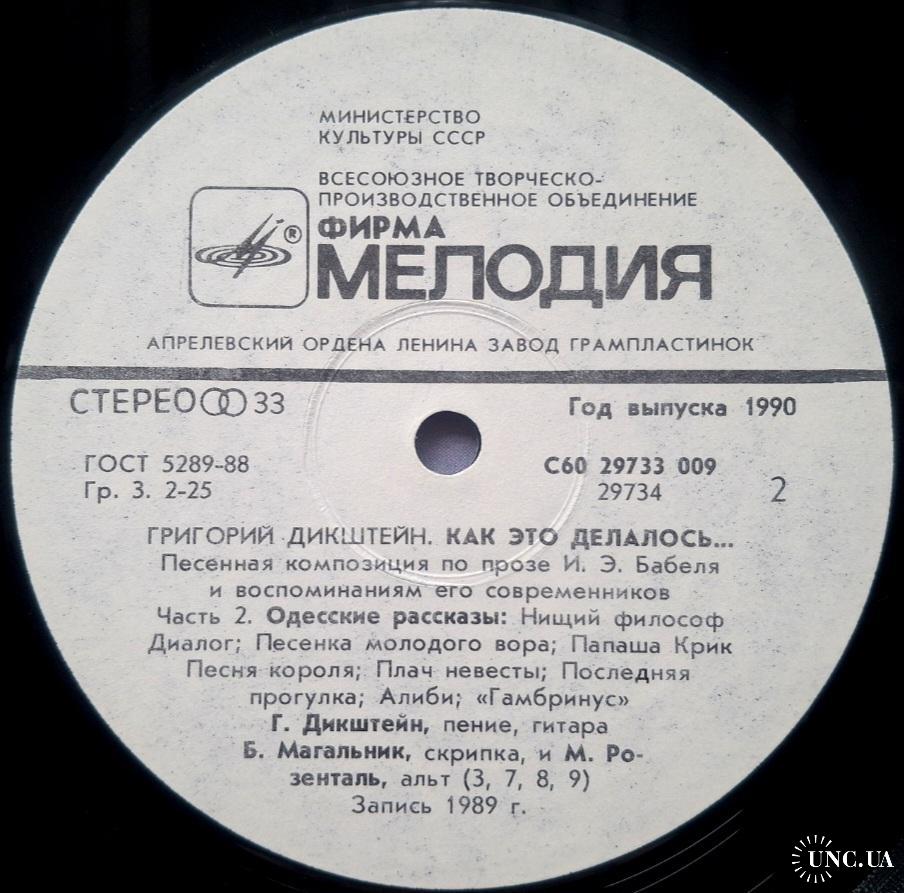 МИНИСТЕРСТВО
КУЛЬТУРЫ СССР
ВСЕСОЮЗНОЕ ТВОРЧЕСКО-
ПРОИЗВОДСТВЕННОЕ ОБЪЕДИНЕНИЕ
ФИРМА
®
МЕЛОДИЯ
АПРЕЛЕВСКИЙ ОРДЕНА ЛЕНИНА ЗАВОД ГРАМПЛАСТИНОК
СТЕРЕО 33
Год выпуска 1990
ГОСТ 5289-88
Гр. 3. 2-25
С60 29733 009
29734
2
ГРИГОРИЙ ДИКШТЕЙН. КАК ЭТО ДЕЛАЛОСЬ...
Песенная композиция по прозе И. Э. Бабеля
и воспоминаниям его современников
Часть 2. Одесские рассказы: Нищий философ
Диалог; Песенка молодого вора; Папаша Крик
Песня короля; Плач невесты; Последняя
прогулка; Алиби; «Гамбринус»
Г. Дикштейн, пение, гитара
Б. Магальник, скрипка, и М. Ро-
зенталь, альт (3, 7, 8, 9)
Запись 1989 г.
UNC.UA